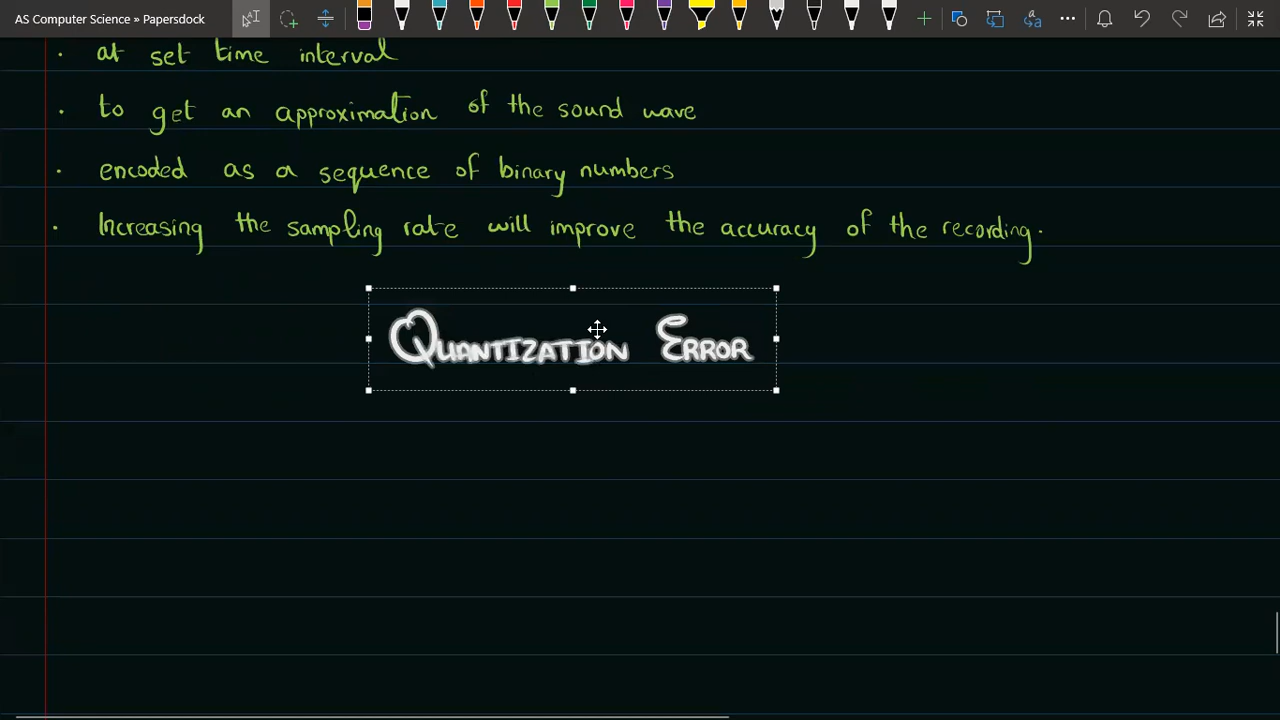 AS Computer Science » Papersdock
· at set time interval
· to get an approximation of the sound wave
· encoded as a sequence of binary numbers
· Increasing the sampling rate will improve the accuracy of the recording.
QUANTIZATION ERROR